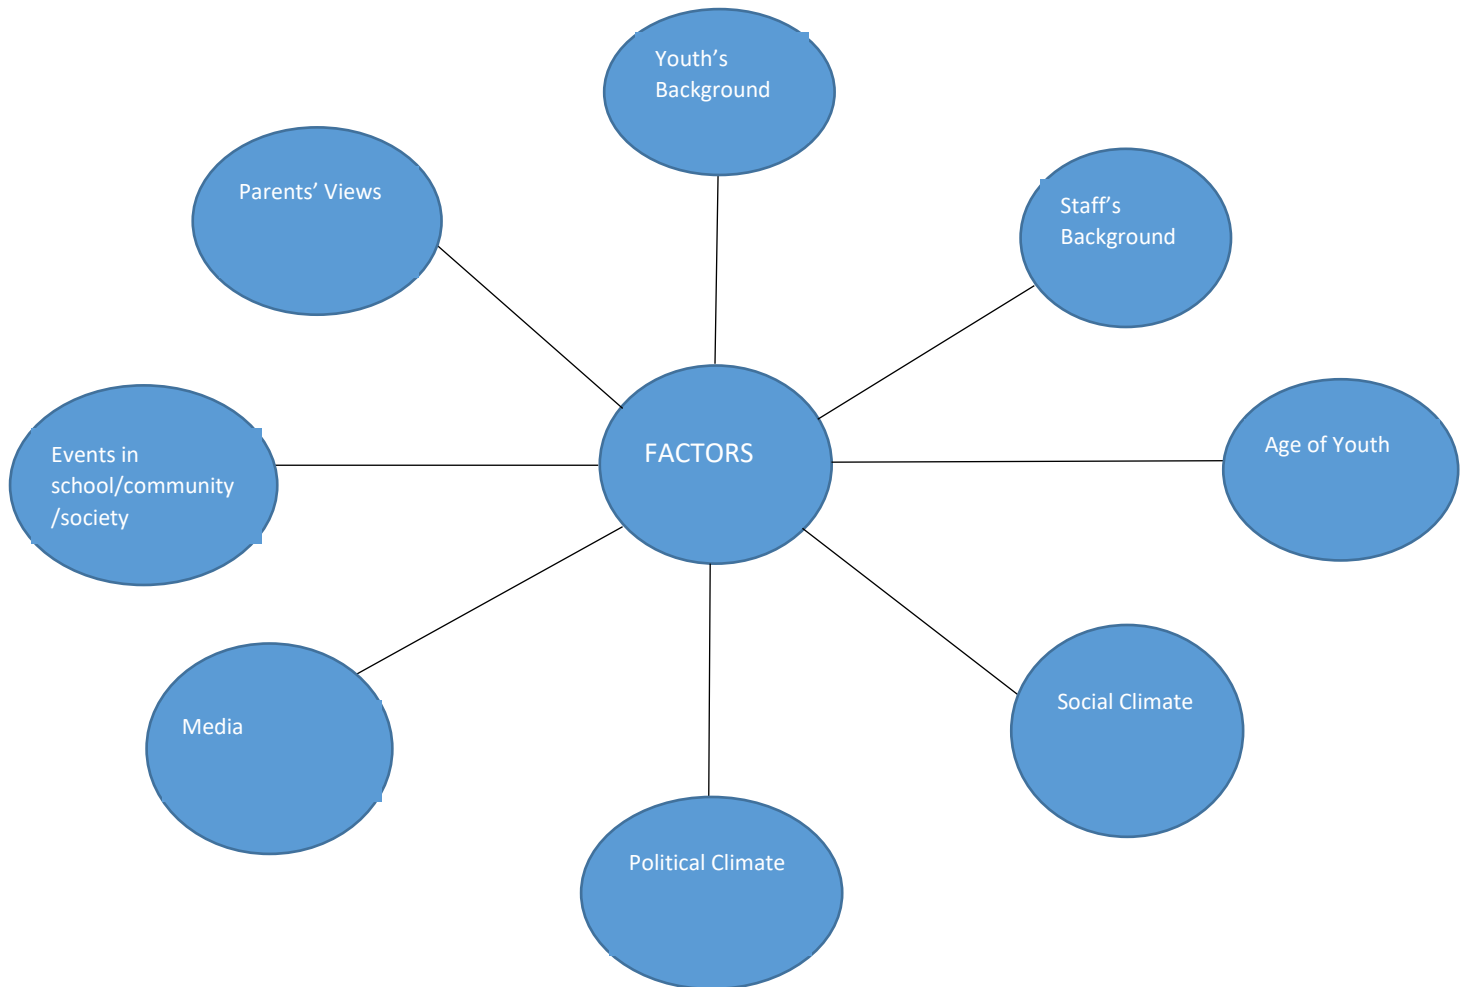 Youth’s
Background
Parents’ Views
Staff’s
Background
FACTORS
Age of Youth
Events in
school/community
/society
Social Climate
Media
Political Climate